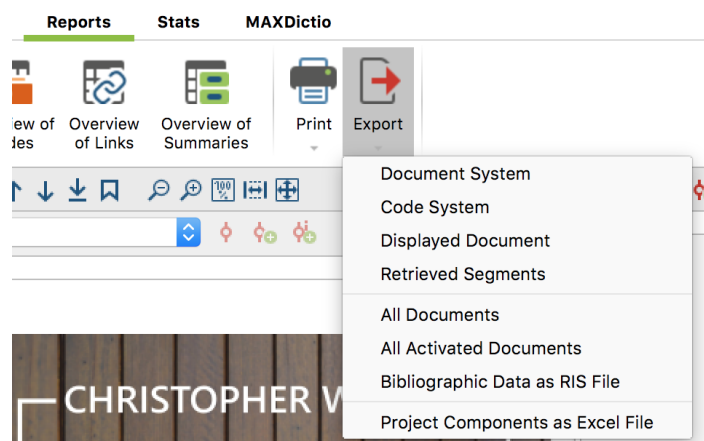 Reports Stats MAXDictio
Overview Overview of Print Export
of Links Summaries
100
%
Document System
Code System
Displayed Document
Retrieved Segments
All Documents
All Activated Documents
Bibliographic Data as RIS File
Project Components as Excel File
CHRISTOPHER